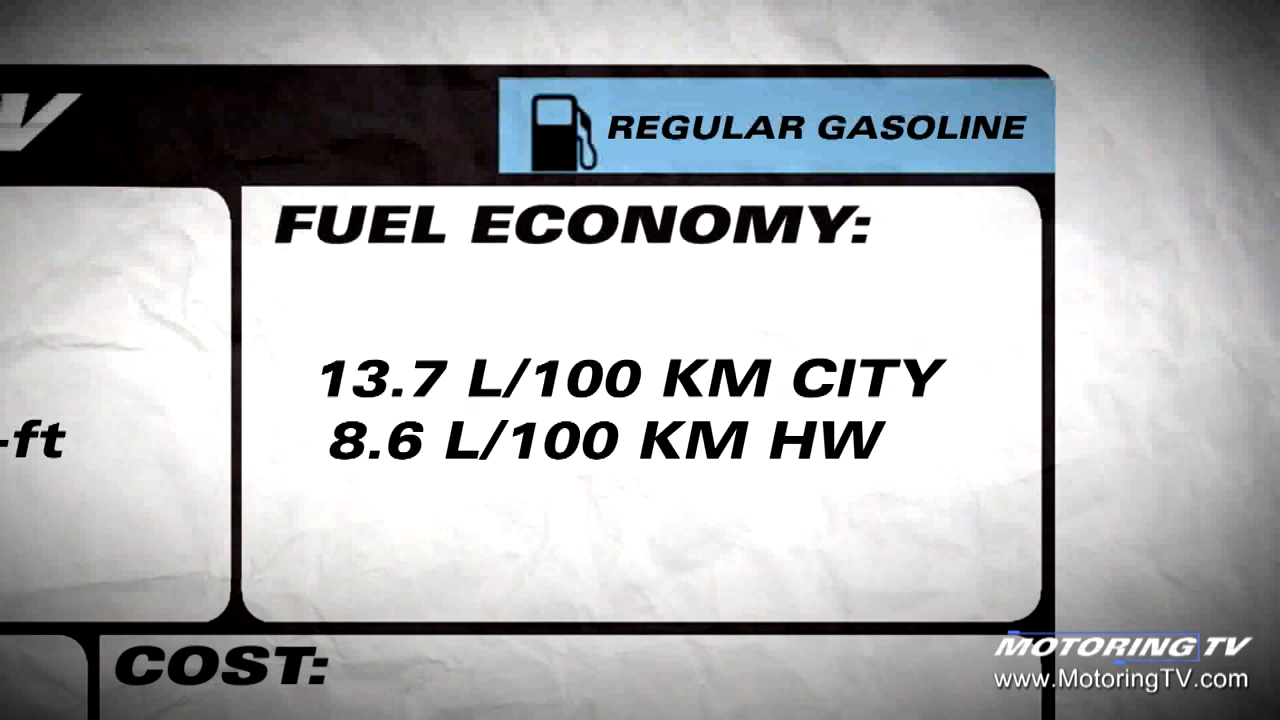 REGULAR GASOLINE
FUEL ECONOMY:
13.7 L/100 KM CITY
8.6 L/100 KM HW
-ft
COST:
MOTORING TV
www.MotoringTV.com